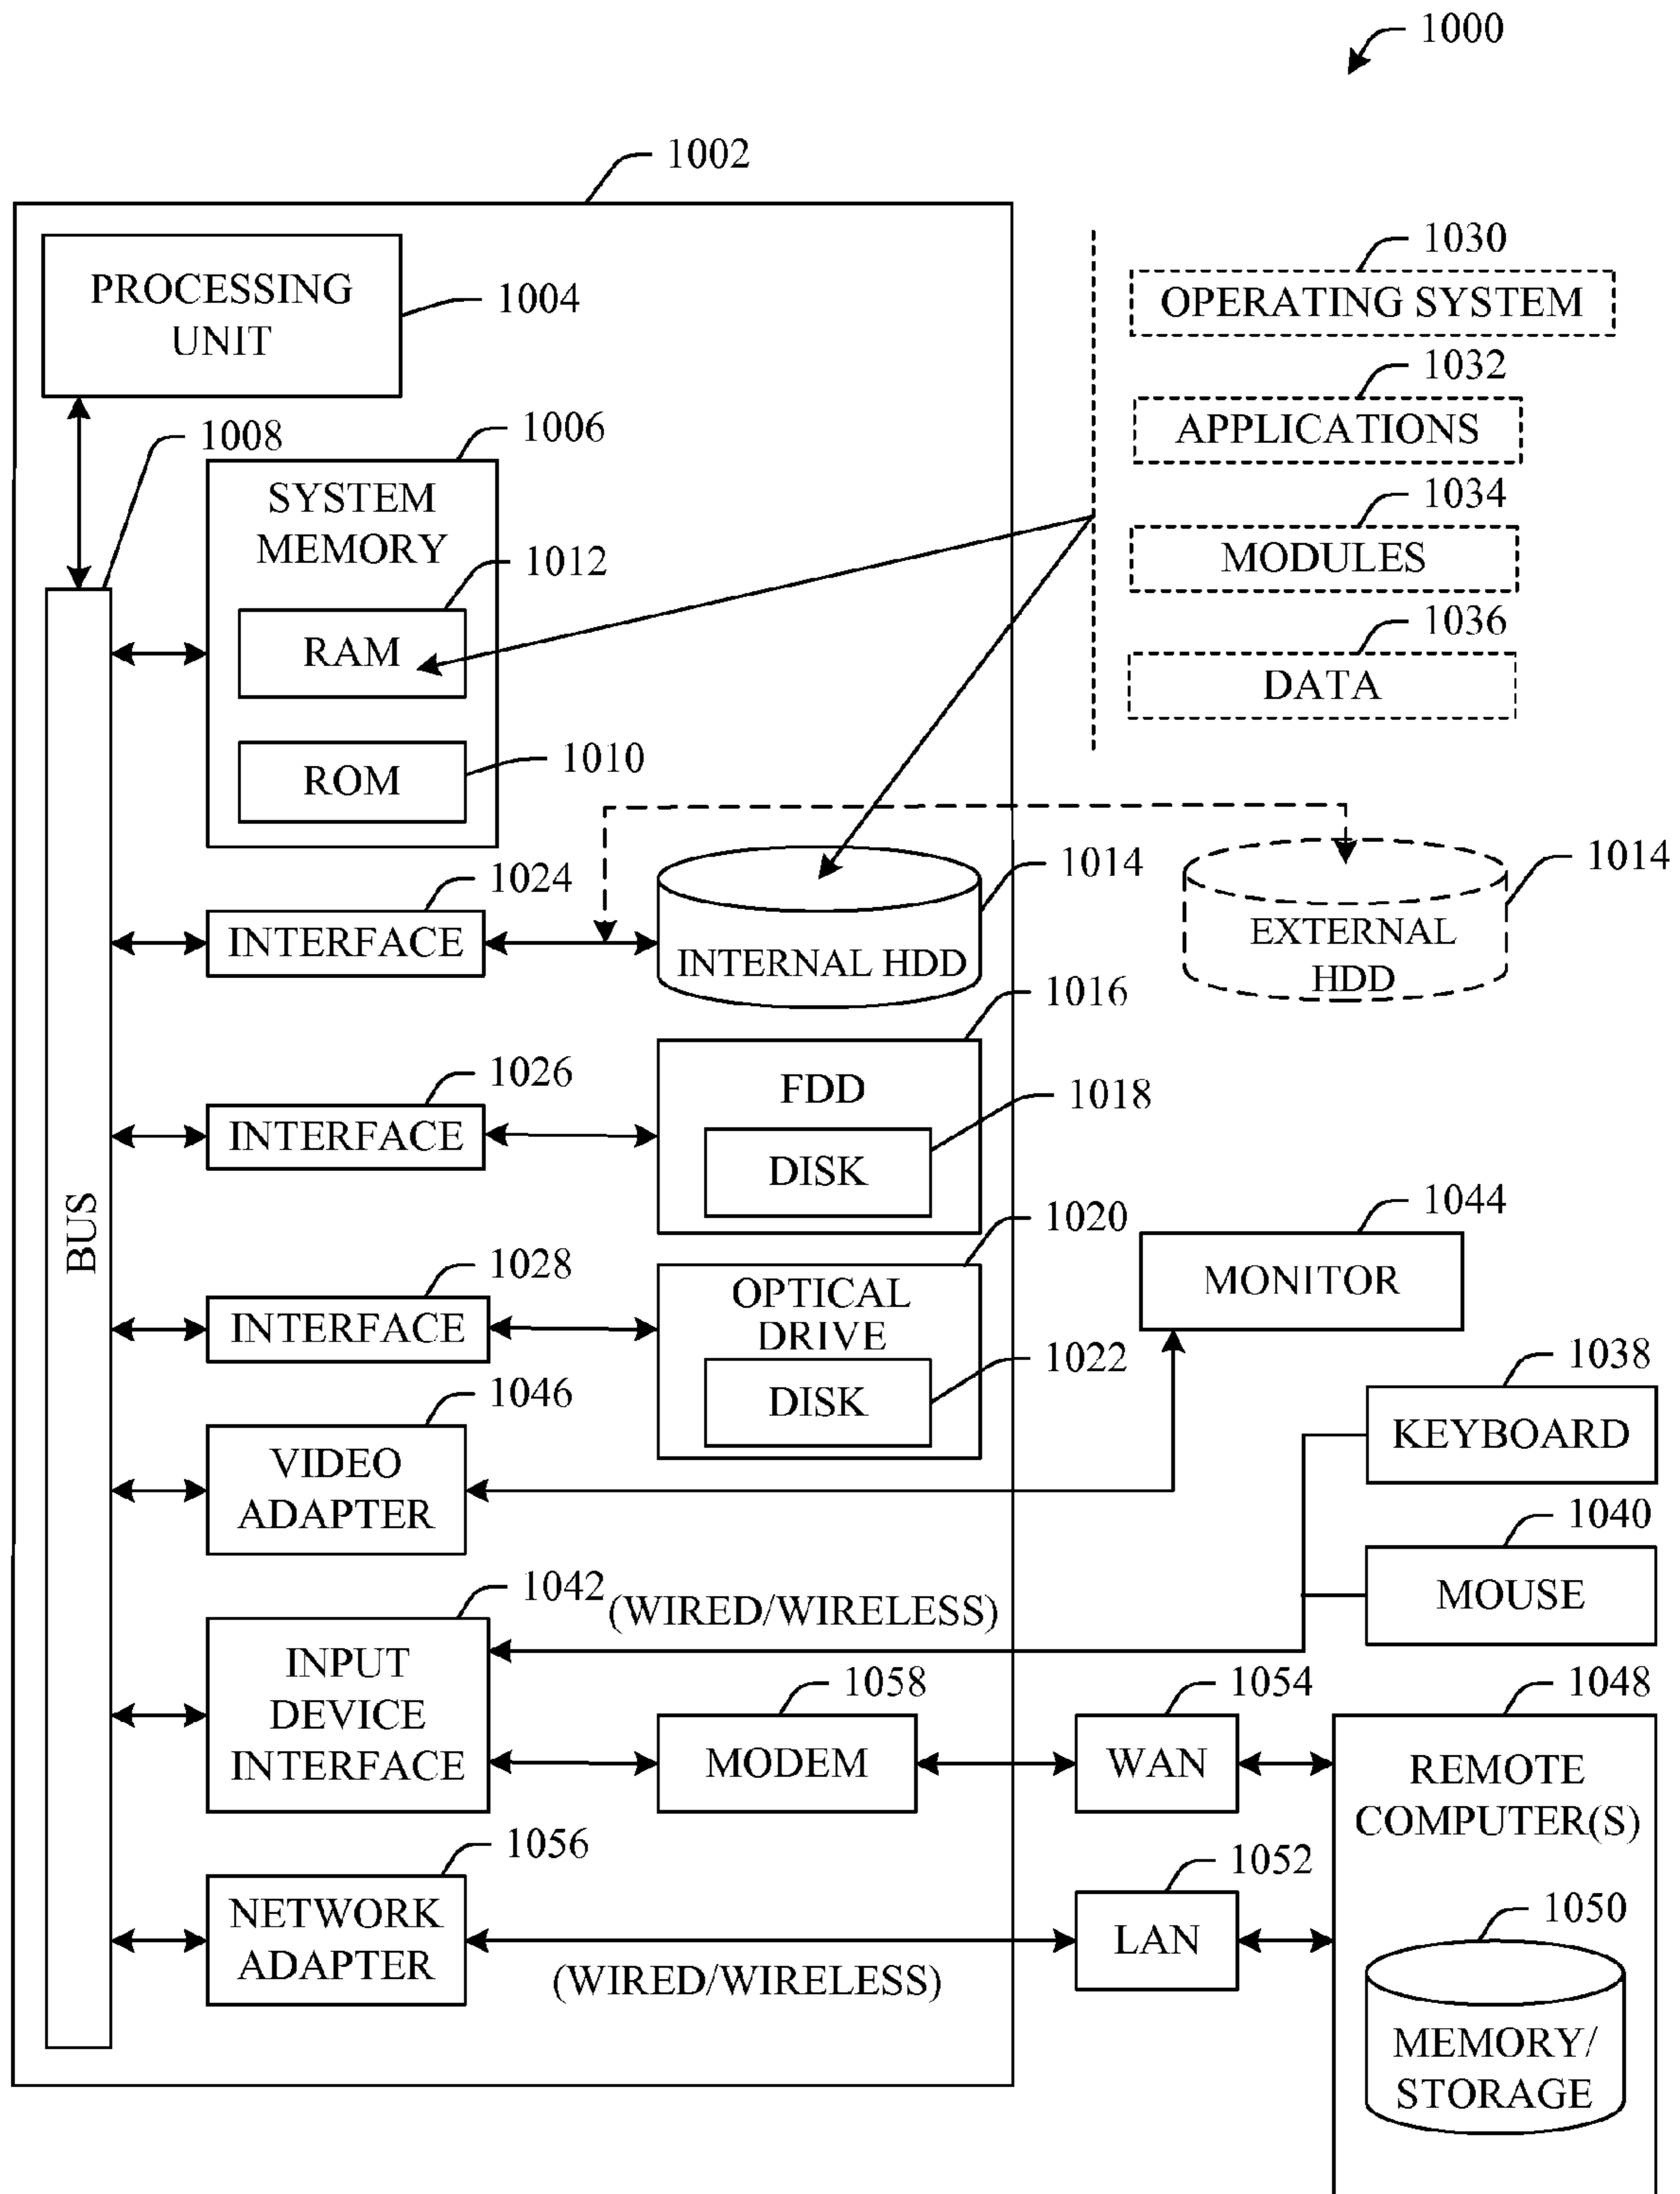 1000
1002
PROCESSING
UNIT
1004
1008
1006
SYSTEM
MEMORY
1012
RAM
ROM
1010
1030
OPERATING SYSTEM
1032
APPLICATIONS
1034
MODULES
1036
DATA
BUS
1024
INTERFACE
INTERNAL HDD
1014
EXTERNAL
HDD
1014
1026
INTERFACE
1016
FDD
1018
DISK
1028
INTERFACE
1020
OPTICAL
DRIVE
1022
DISK
1044
MONITOR
1046
VIDEO
ADAPTER
1038
KEYBOARD
1040
MOUSE
1042
(WIRED/WIRELESS)
INPUT
DEVICE
INTERFACE
1058
MODEM
1054
WAN
1048
REMOTE
COMPUTER(S)
1056
NETWORK
ADAPTER
(WIRED/WIRELESS)
1052
LAN
1050
MEMORY/
STORAGE